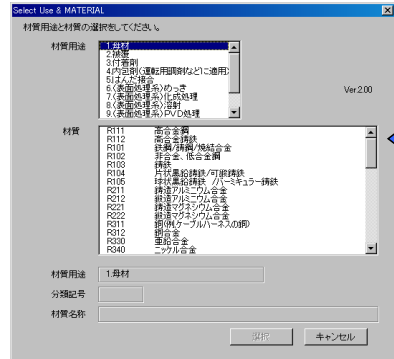 Select Use & MATERIAL
材質用途と材質の選択をしてください。
材質用途
1.母材
2.被覆
3.付着剤
4.内包剤(運転用調剤などに適用)
5.はんだ接合
6.(表面処理系)めっき
7.(表面処理系)化成処理
8.(表面処理系)溶射
9.(表面処理系)PVD処理
Ver.2.00
材質
R111 高合金鋼
R112 高合金鋳鉄
R101 鉄鋼/鋳鋼/焼結合金
R102 非合金、低合金鋼
R103 鋳鉄
R104 片状黒鉛鋳鉄/可鍛鋳鉄
R105 球状黒鉛鋳鉄 /バーミキュラー鋳鉄
R211 鋳造アルミニウム合金
R212 鍛造アルミニウム合金
R221 鋳造マグネシウム合金
R222 鍛造マグネシウム合金
R311 銅(例,ケーブルハーネスの銅)
R312 銅合金
R330 亜鉛合金
R340 ニッケル合金
材質用途 1.母材
分類記号
材質名称
選択 キャンセル